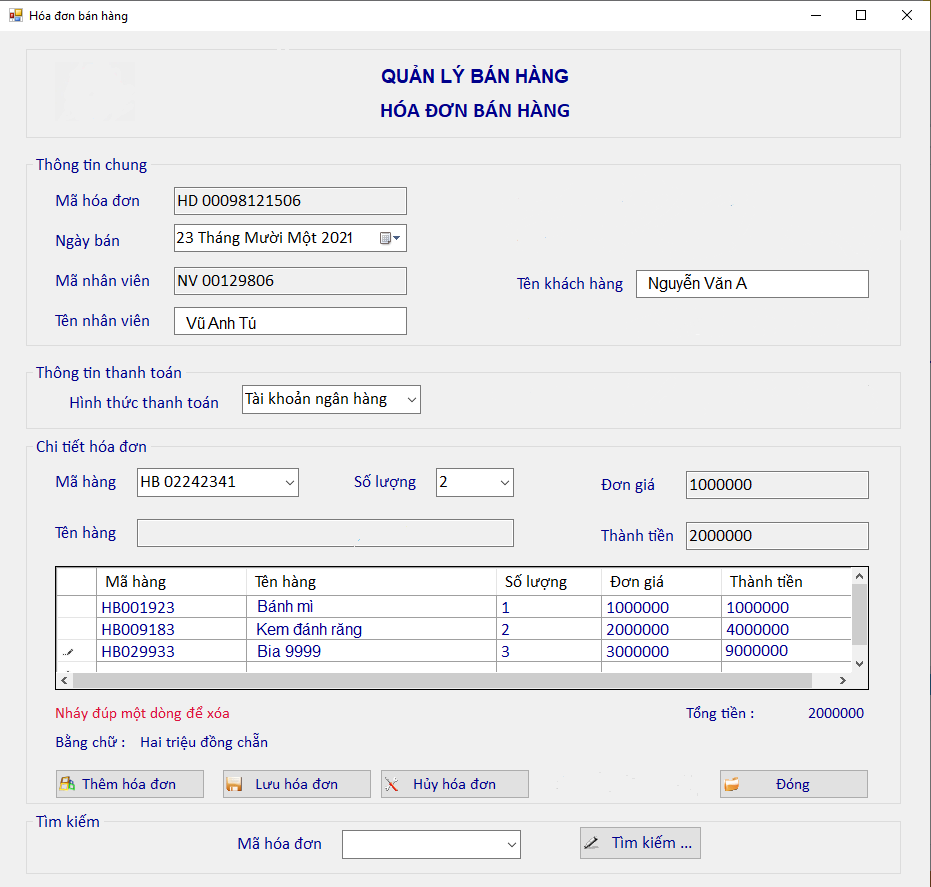 Hóa đơn bán hàng
QUẢN LÝ BÁN HÀNG
HÓA ĐƠN BÁN HÀNG
Thông tin chung
Mã hóa đơn HD 00098121506
Ngày bán 23 Tháng Mười Một 2021
Mã nhân viên NV 00129806 Tên khách hàng Nguyễn Văn A
Tên nhân viên Vũ Anh Tú
Thông tin thanh toán
Hình thức thanh toán Tài khoản ngân hàng
Chi tiết hóa đơn
Mã hàng HB 02242341 Số lượng 2 Đơn giá 1000000
Tên hàng Thành tiền 2000000
Mã hàng Tên hàng Số lượng Đơn giá Thành tiền
HB001923 Bánh mì 1 1000000 1000000
HB009183 Kem đánh răng 2 2000000 4000000
HB029933 Bia 9999 3 3000000 9000000
Nháy đúp một dòng để xóa Tổng tiền : 2000000
Bằng chữ : Hai triệu đồng chẵn
Thêm hóa đơn Lưu hóa đơn Hủy hóa đơn Đóng
Tìm kiếm
Mã hóa đơn Tìm kiếm ...